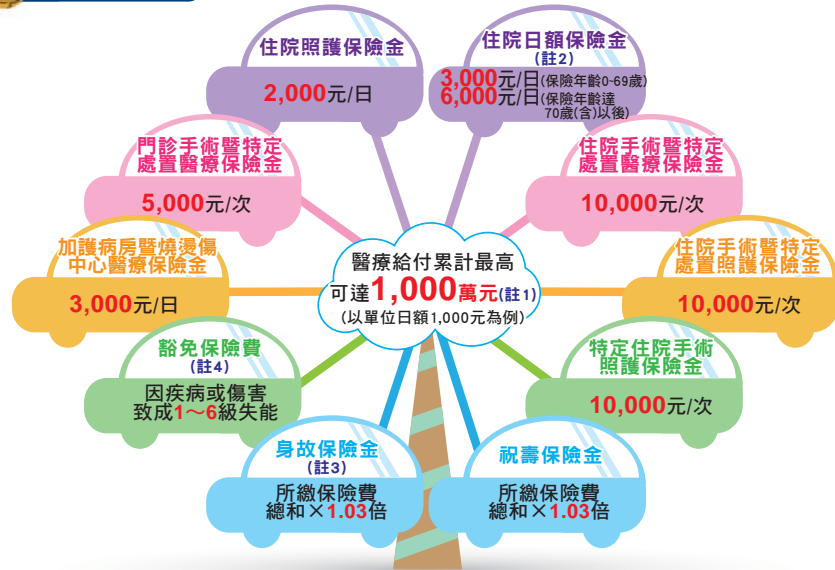 住院照護保險金
2,000元/日
住院日額保險金
(註2)
3,000元/日(保險年齡0~69歲)
6,000元/日(保險年齡達
70歲(含)以後)
門診手術暨特定
處置醫療保險金
5,000元/次
住院手術暨特定
處置醫療保險金
10,000元/次
加護病房暨燒燙傷
中心醫療保險金
3,000元/日
醫療給付累計最高
可達1,000萬元(註1)
(以單位日額1,000元為例)
住院手術暨特定
處置照護保險金
10,000元/次
豁免保險費
(註4)
因疾病或傷害
致成1～6級失能
特定住院手術
照護保險金
10,000元/次
身故保險金
(註3)
所繳保險費
總和×1.03倍
祝壽保險金
所繳保險費
總和×1.03倍